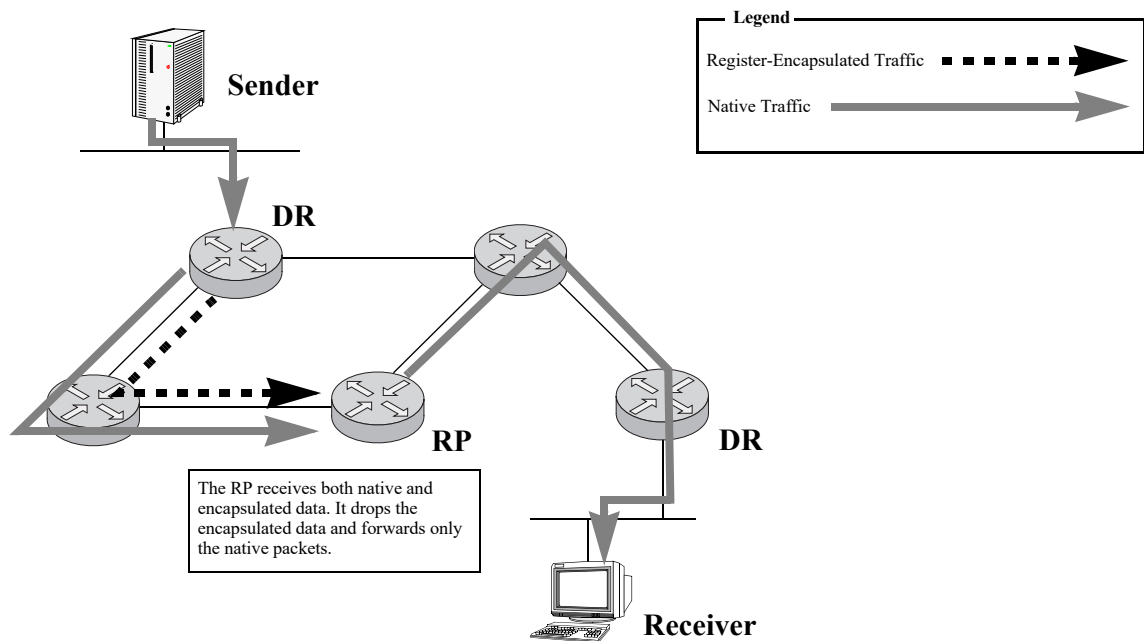 Legend
Register-Encapsulated Traffic
Native Traffic
Sender
DR
RP
DR
The RP receives both native and
encapsulated data. It drops the
encapsulated data and forwards only
the native packets.
Receiver